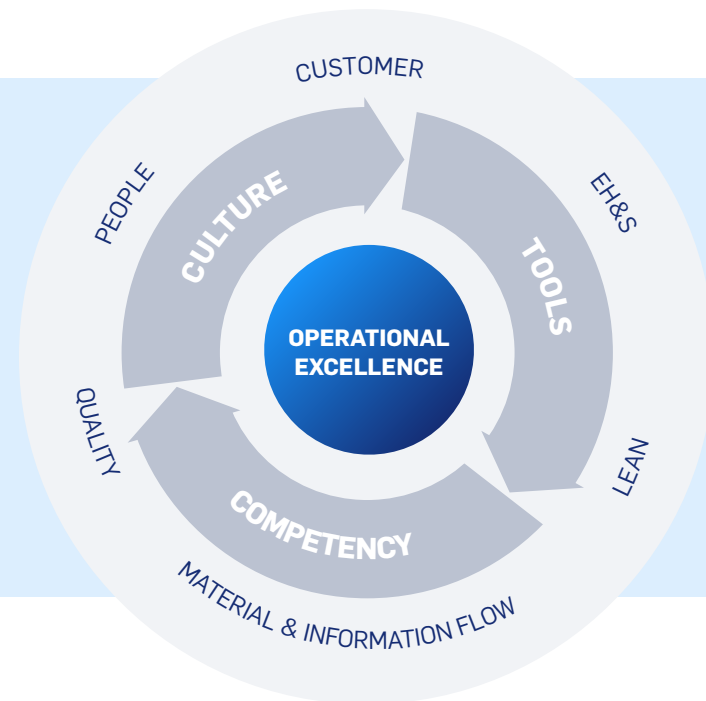 CUSTOMER
EH&S
LEAN
MATERIAL & INFORMATION FLOW
QUALITY
PEOPLE
CULTURE
TOOLS
COMPETENCY
OPERATIONAL
EXCELLENCE